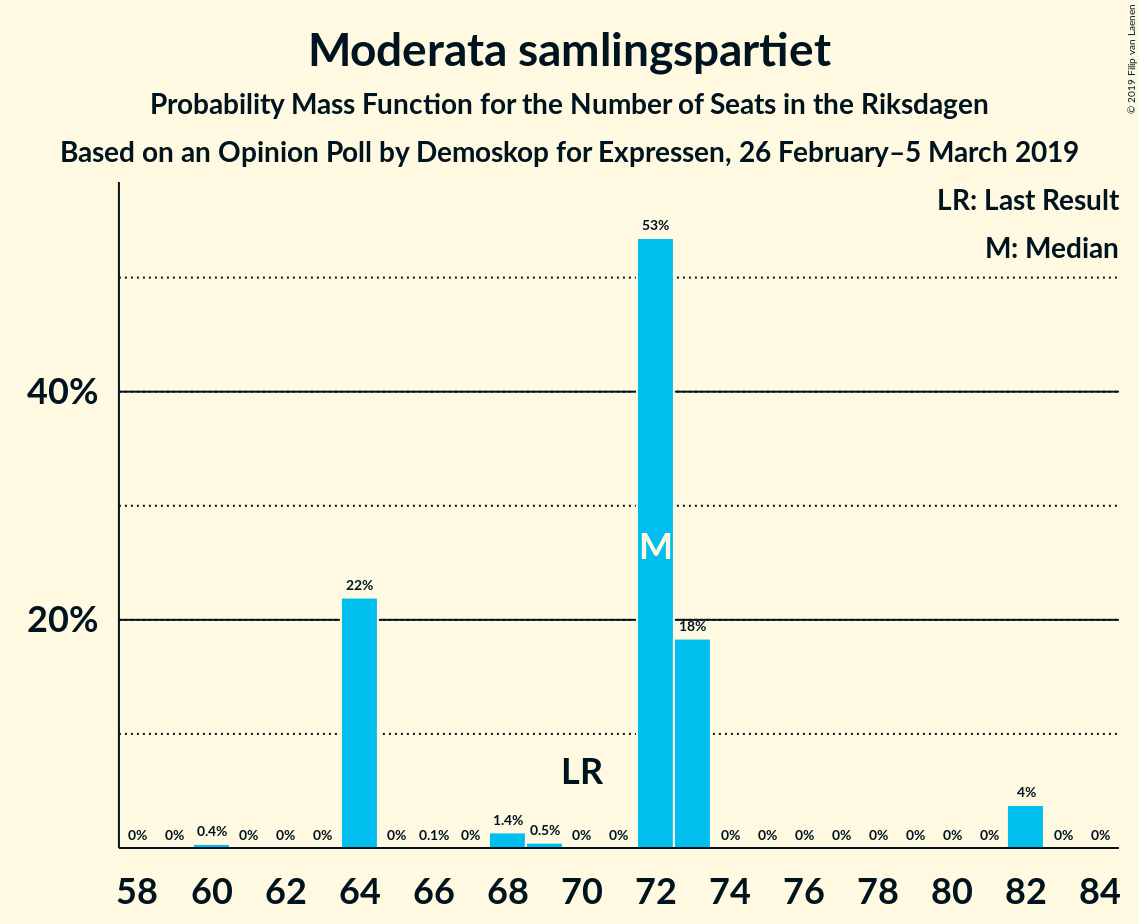 Moderata samlingspartiet
Probability Mass Function for the Number of Seats in the Riksdagen
Based on an Opinion Poll by Demoskop for Expressen, 26 February–5 March 2019
© 2019 Filip van Laenen
LR: Last Result
M: Median
53%
40%
M
22%
20%
18%
LR
4%
0% 0% 0.4% 0% 0% 0% 0% 0.1% 0% 1.4% 0.5% 0% 0% 0% 0% 0% 0% 0% 0% 0% 0% 0% 0%
58 60 62 64 66 68 70 72 74 76 78 80 82 84